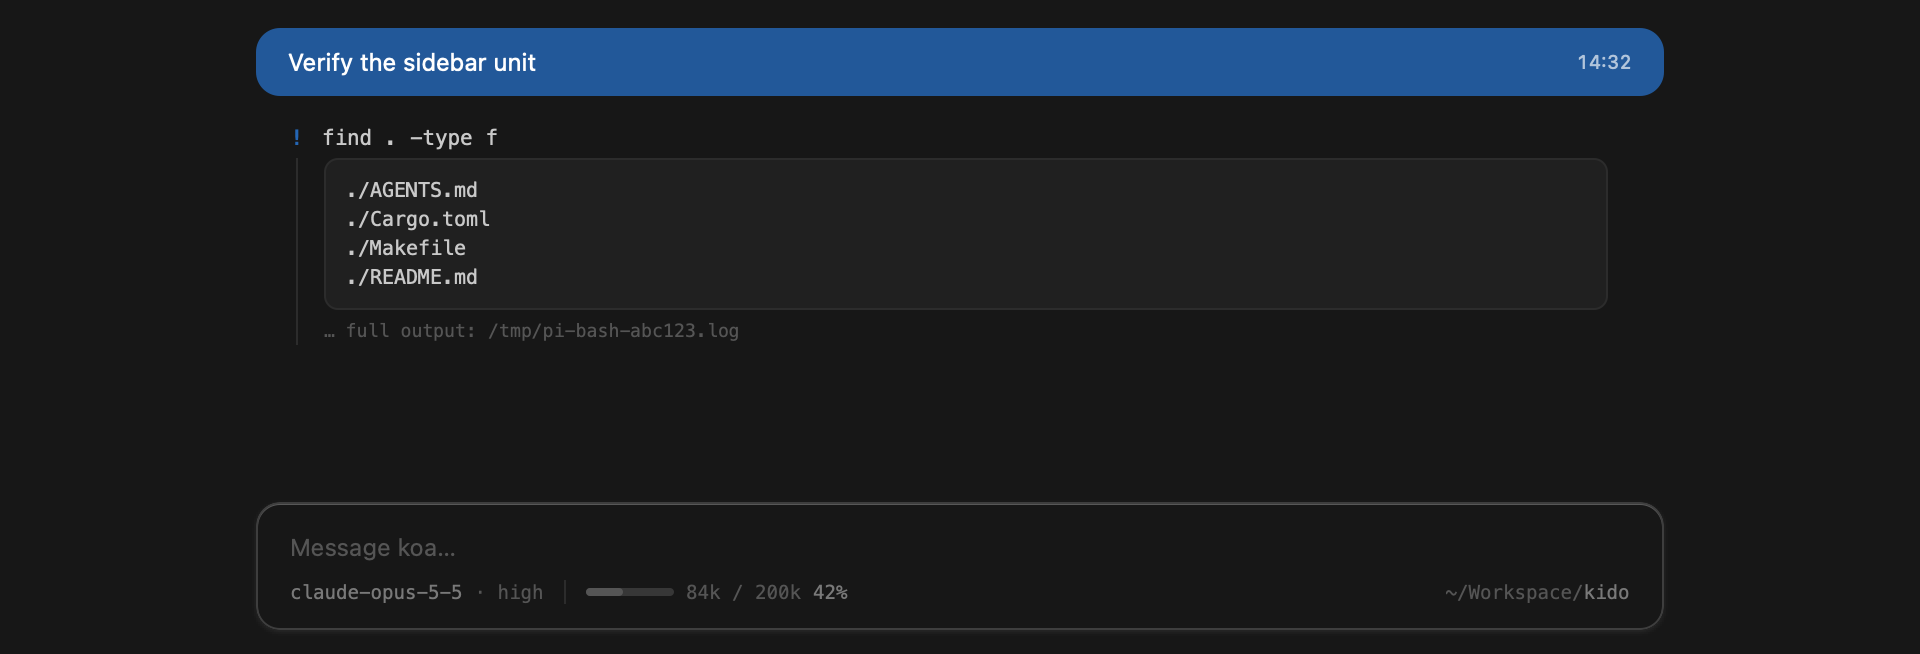 Verify the sidebar unit 14:32
! find . -type f
./AGENTS.md
./Cargo.toml
./Makefile
./README.md
… full output: /tmp/pi-bash-abc123.log
Message koa...
claude-opus-5-5 · high 84k / 200k 42% ~/Workspace/kido